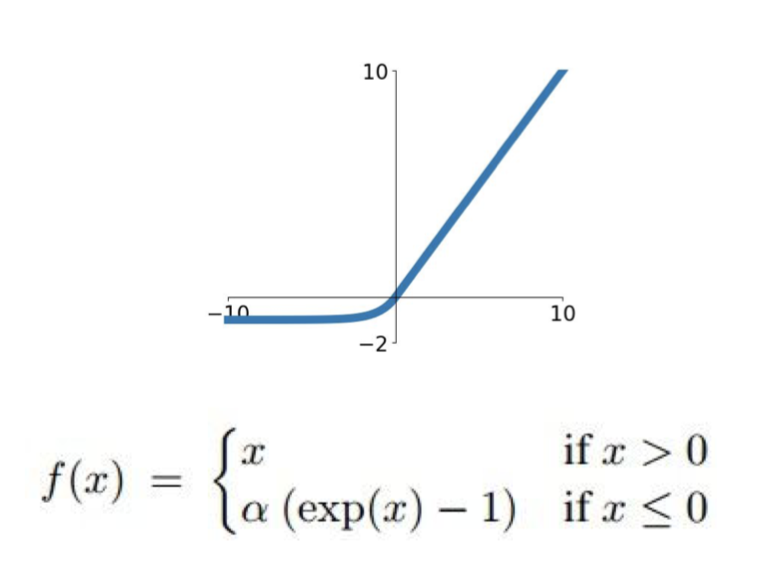 10
−10
10
−2
f(x) = { x if x > 0
α (exp(x) − 1) if x ≤ 0